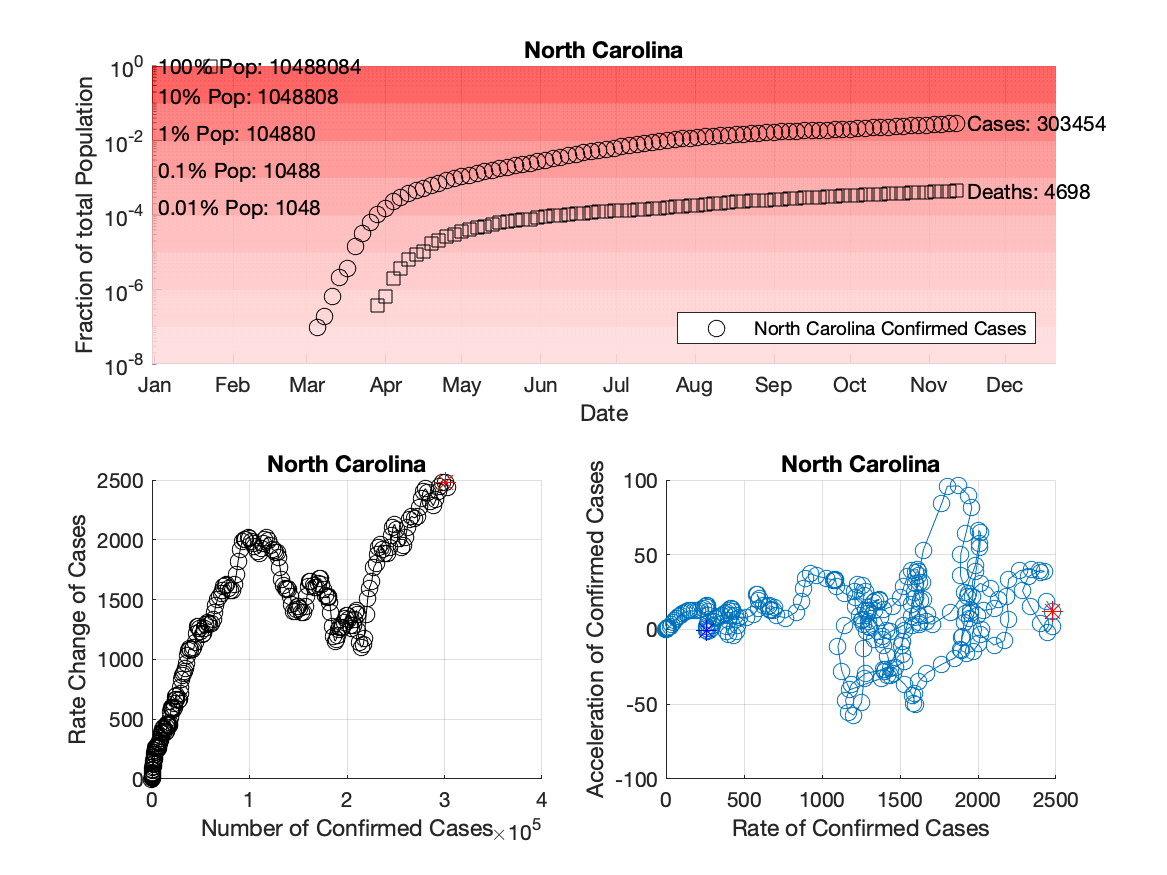 North Carolina
10^0
10^-2
10^-4
10^-6
10^-8
Fraction of total Population
100% Pop: 10488084
10% Pop: 1048808
1% Pop: 104880
0.1% Pop: 10488
0.01% Pop: 1048
Cases: 303454
Deaths: 4698
North Carolina Confirmed Cases
Jan Feb Mar Apr May Jun Jul Aug Sep Oct Nov Dec
Date
North Carolina
2500
2000
1500
1000
500
0
Rate Change of Cases
0 1 2 3 4
Number of Confirmed Cases ×10^5
North Carolina
100
50
0
-50
-100
Acceleration of Confirmed Cases
0 500 1000 1500 2000 2500
Rate of Confirmed Cases